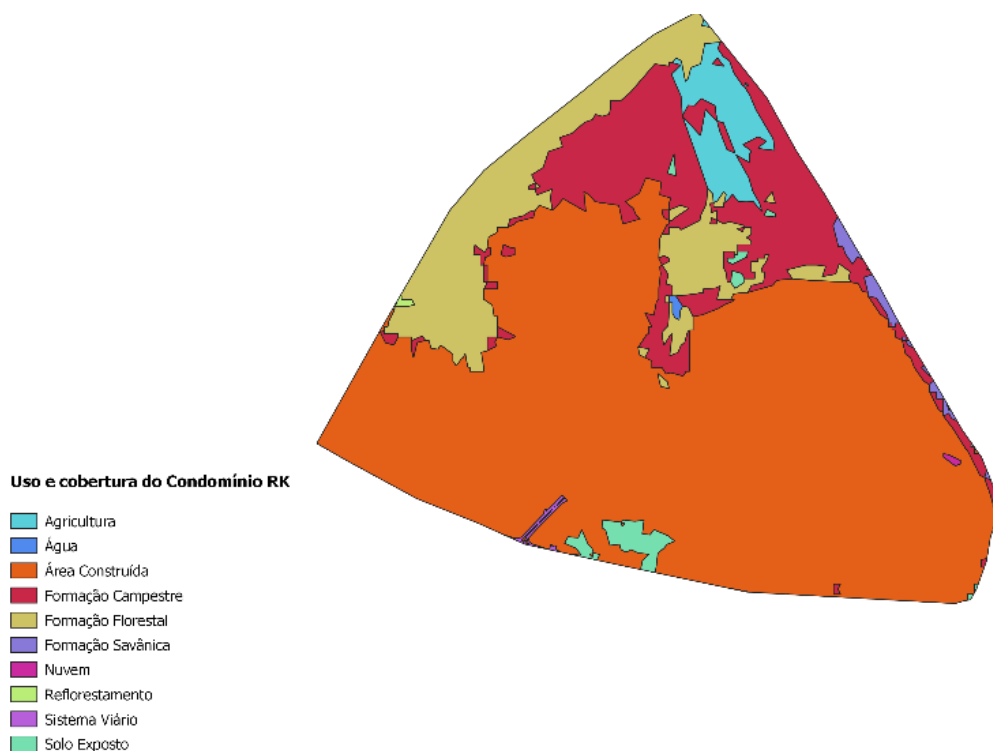 Uso e cobertura do Condomínio RK
Agricultura
Água
Área Construída
Formação Campestre
Formação Florestal
Formação Savânica
Nuvem
Reflorestamento
Sistema Viário
Solo Exposto